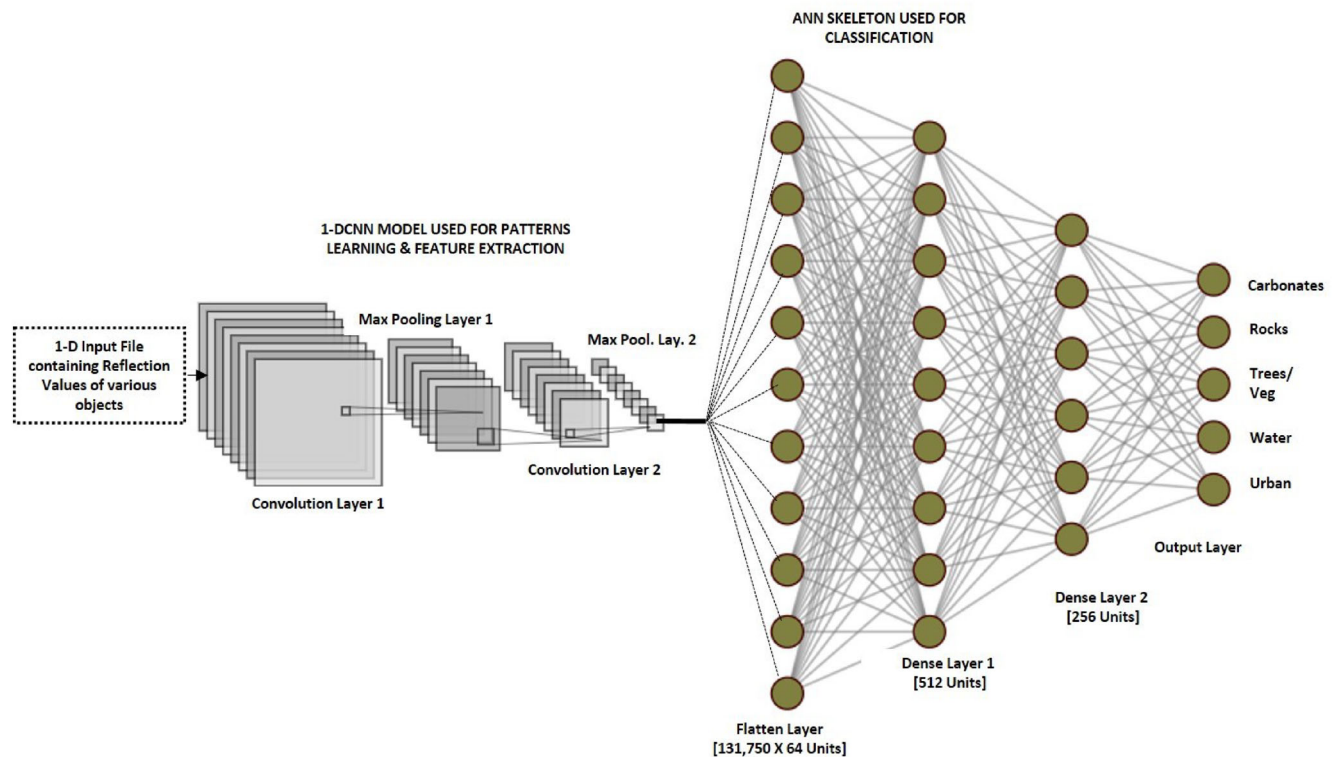 ANN SKELETON USED FOR
CLASSIFICATION
1-DCNN MODEL USED FOR PATTERNS
LEARNING & FEATURE EXTRACTION
1-D Input File
containing Reflection
Values of various
objects
Convolution Layer 1
Max Pooling Layer 1
Convolution Layer 2
Max Pool. Lay. 2
Flatten Layer
[131,750 X 64 Units]
Dense Layer 1
[512 Units]
Dense Layer 2
[256 Units]
Output Layer
Carbonates
Rocks
Trees/
Veg
Water
Urban